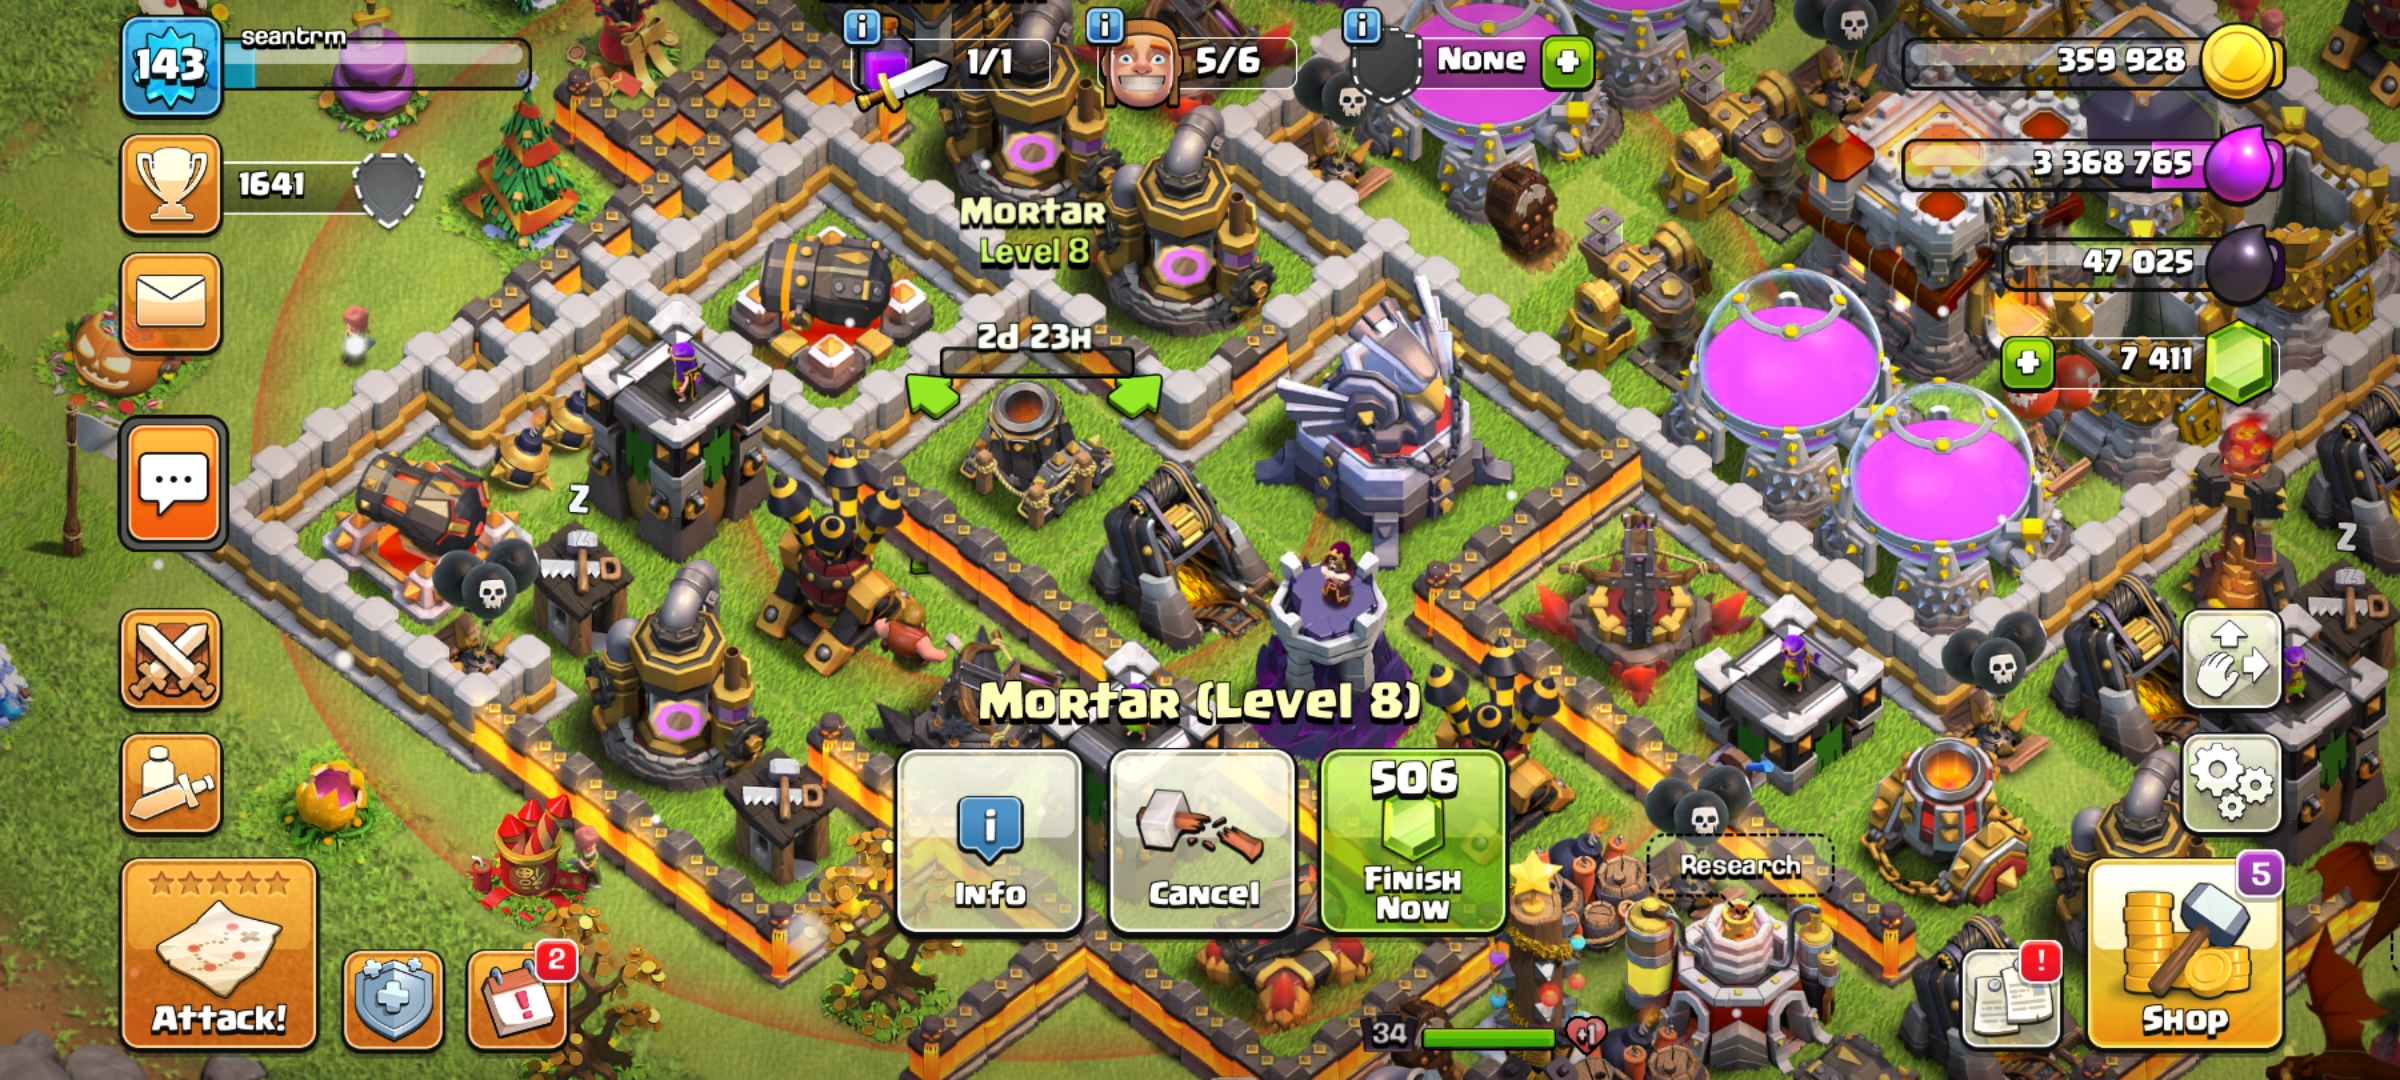 143
seantrm
1/1
5/6
None
359 928
1641
3 368 765
47 025
7 411
Mortar
Level 8
2d 23H
Z
Z
Mortar (Level 8)
Info
Cancel
506
Finish
Now
Research
Attack!
2
34
+1
!
5
Shop